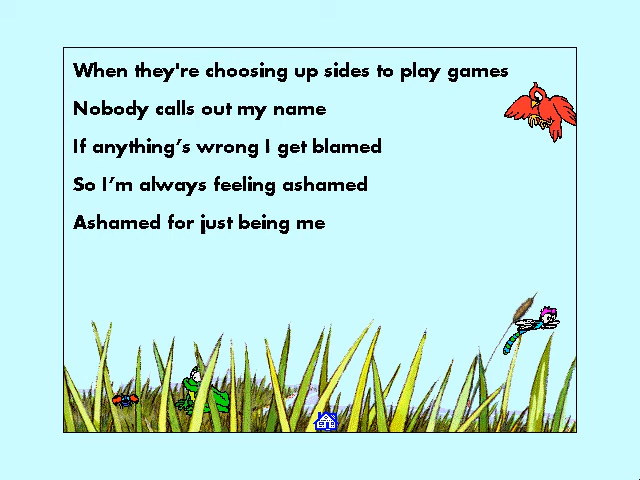 When they're choosing up sides to play games
Nobody calls out my name
If anything’s wrong I get blamed
So I’m always feeling ashamed
Ashamed for just being me